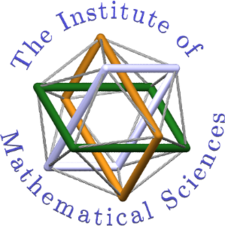 The Institute of
Mathematical Sciences